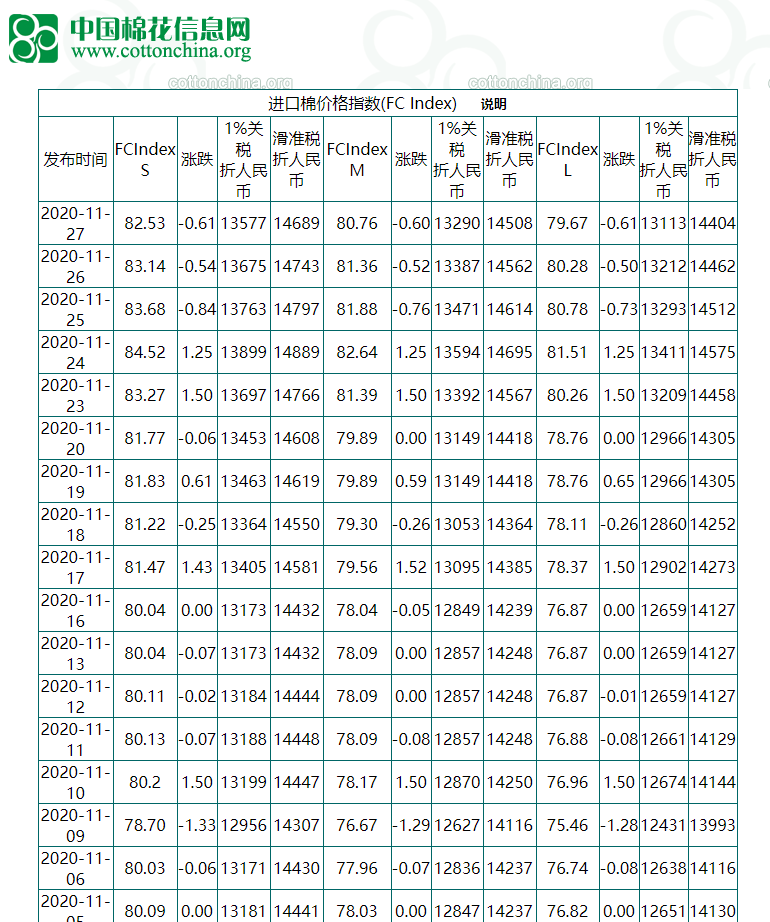 中国棉花信息网
www.cottonchina.org
cottonchina.org cottonchina.org
进口棉价格指数(FC Index) 说明
发布时间 FCIndex S 涨跌 1%关税 折人民币 滑准税 折人民币 FCIndex M 涨跌 1%关税 折人民币 滑准税 折人民币 FCIndex L 涨跌 1%关税 折人民币 滑准税 折人民币
2020-11-27 82.53 -0.61 13577 14689 80.76 -0.60 13290 14508 79.67 -0.61 13113 14404
2020-11-26 83.14 -0.54 13675 14743 81.36 -0.52 13387 14562 80.28 -0.50 13212 14462
2020-11-25 83.68 -0.84 13763 14797 81.88 -0.76 13471 14614 80.78 -0.73 13293 14512
2020-11-24 84.52 1.25 13899 14889 82.64 1.25 13594 14695 81.51 1.25 13411 14575
2020-11-23 83.27 1.50 13697 14766 81.39 1.50 13392 14567 80.26 1.50 13209 14458
2020-11-20 81.77 -0.06 13453 14608 79.89 0.00 13149 14418 78.76 0.00 12966 14305
2020-11-19 81.83 0.61 13463 14619 79.89 0.59 13149 14418 78.76 0.65 12966 14305
2020-11-18 81.22 -0.25 13364 14550 79.30 -0.26 13053 14364 78.11 -0.26 12860 14252
2020-11-17 81.47 1.43 13405 14581 79.56 1.52 13095 14385 78.37 1.50 12902 14273
2020-11-16 80.04 0.00 13173 14432 78.04 -0.05 12849 14239 76.87 0.00 12659 14127
2020-11-13 80.04 -0.07 13173 14432 78.09 0.00 12857 14248 76.87 0.00 12659 14127
2020-11-12 80.11 -0.02 13184 14444 78.09 0.00 12857 14248 76.87 -0.01 12659 14127
2020-11-11 80.13 -0.07 13188 14448 78.09 -0.08 12857 14248 76.88 -0.08 12661 14129
2020-11-10 80.2 1.50 13199 14447 78.17 1.50 12870 14250 76.96 1.50 12674 14144
2020-11-09 78.70 -1.33 12956 14307 76.67 -1.29 12627 14116 75.46 -1.28 12431 13993
2020-11-06 80.03 -0.06 13171 14430 77.96 -0.07 12836 14237 76.74 -0.08 12638 14116
2020-11-05 80.09 0.00 13181 14441 78.03 0.00 12847 14237 76.82 0.00 12651 14130